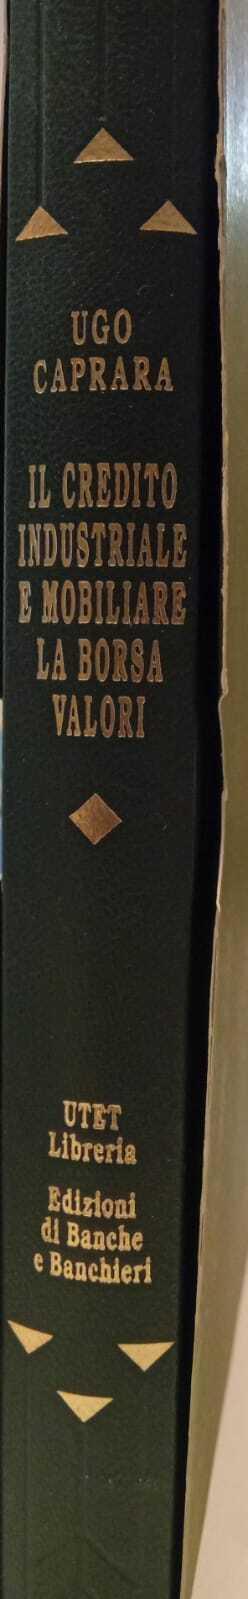 UGO
CAPRARA
IL CREDITO
INDUSTRIALE
E MOBILIARE
LA BORSA
VALORI
UTET
Libreria
Edizioni
di Banche
e Banchieri